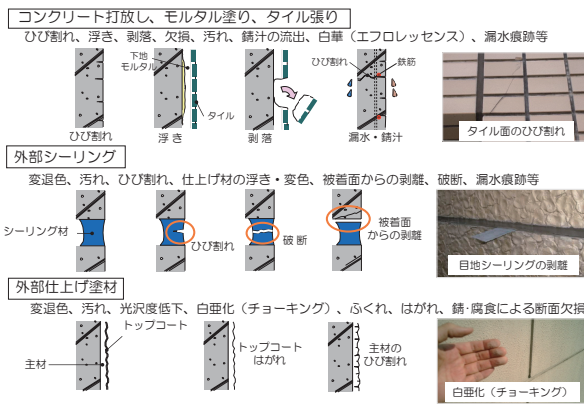 コンクリート打放し、モルタル塗り、タイル張り
ひび割れ、浮き、剥落、欠損、汚れ、錆汁の流出、白華（エフロレッセンス）、漏水痕跡等
下地
モルタル
タイル
ひび割れ
鉄筋
ひび割れ
浮き
剥落
漏水・錆汁
タイル面のひび割れ
外部シーリング
変退色、汚れ、ひび割れ、仕上げ材の浮き・変色、被着面からの剥離、破断、漏水痕跡等
シーリング材
ひび割れ
破断
被着面
からの剥離
目地シーリングの剥離
外部仕上げ塗材
変退色、汚れ、光沢度低下、白亜化（チョーキング）、ふくれ、はがれ、錆・腐食による断面欠損
トップコート
主材
トップコート
はがれ
主材の
ひび割れ
白亜化（チョーキング）